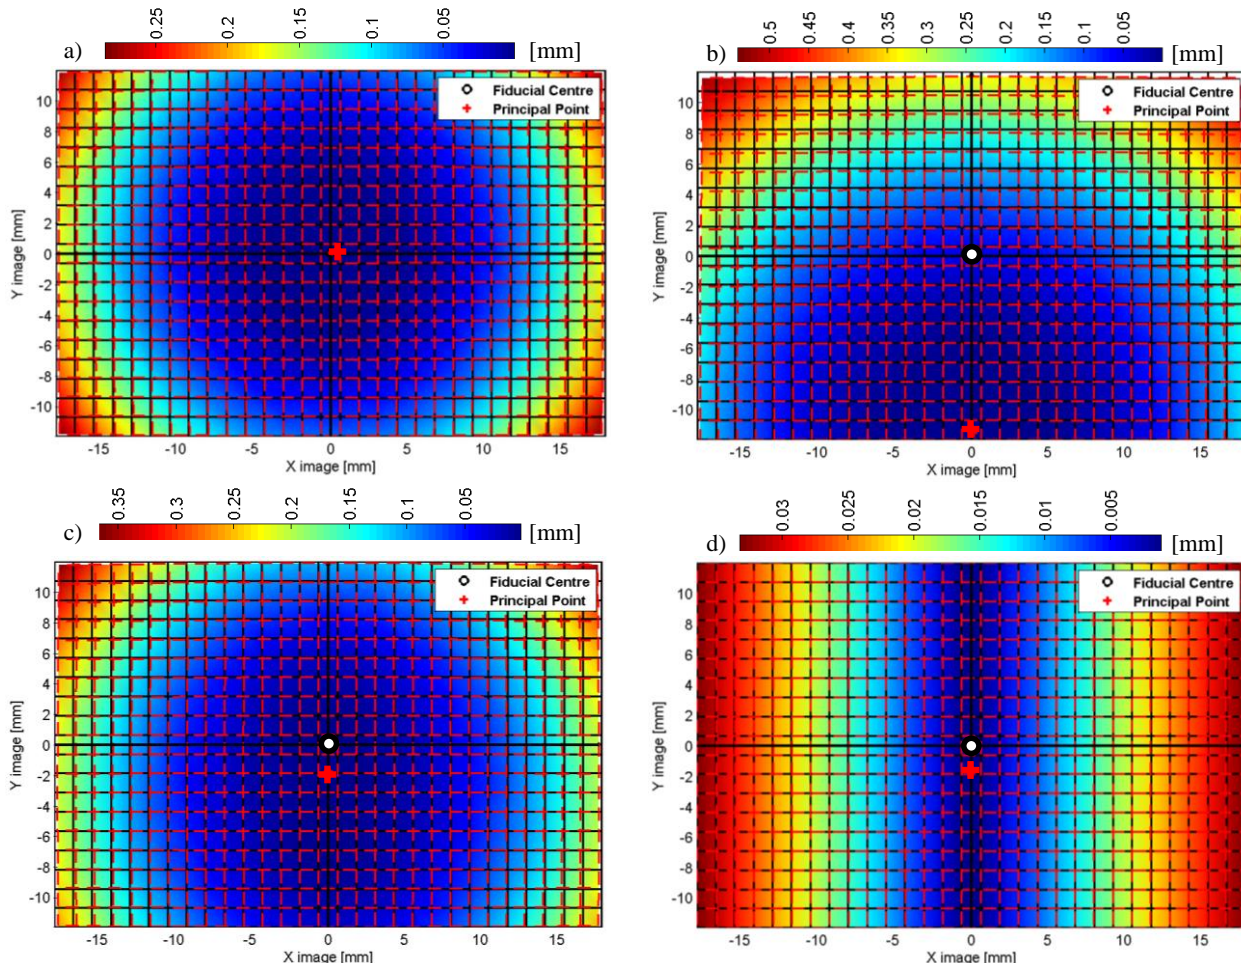 0.25 0.2 0.15 0.1 0.05
a) [mm]
Fiducial Centre
Principal Point
10
8
6
4
2
0
-2
-4
-6
-8
-10
Y image [mm]
-15 -10 -5 0 5 10 15
X image [mm]
0.5 0.45 0.4 0.35 0.3 0.25 0.2 0.15 0.1 0.05
b) [mm]
Fiducial Centre
Principal Point
10
8
6
4
2
0
-2
-4
-6
-8
-10
Y image [mm]
-15 -10 -5 0 5 10 15
X image [mm]
0.35 0.3 0.25 0.2 0.15 0.1 0.05
c) [mm]
Fiducial Centre
Principal Point
10
8
6
4
2
0
-2
-4
-6
-8
-10
Y image [mm]
-15 -10 -5 0 5 10 15
X image [mm]
0.03 0.025 0.02 0.015 0.01 0.005
d) [mm]
Fiducial Centre
Principal Point
10
8
6
4
2
0
-2
-4
-6
-8
-10
Y image [mm]
-15 -10 -5 0 5 10 15
X image [mm]